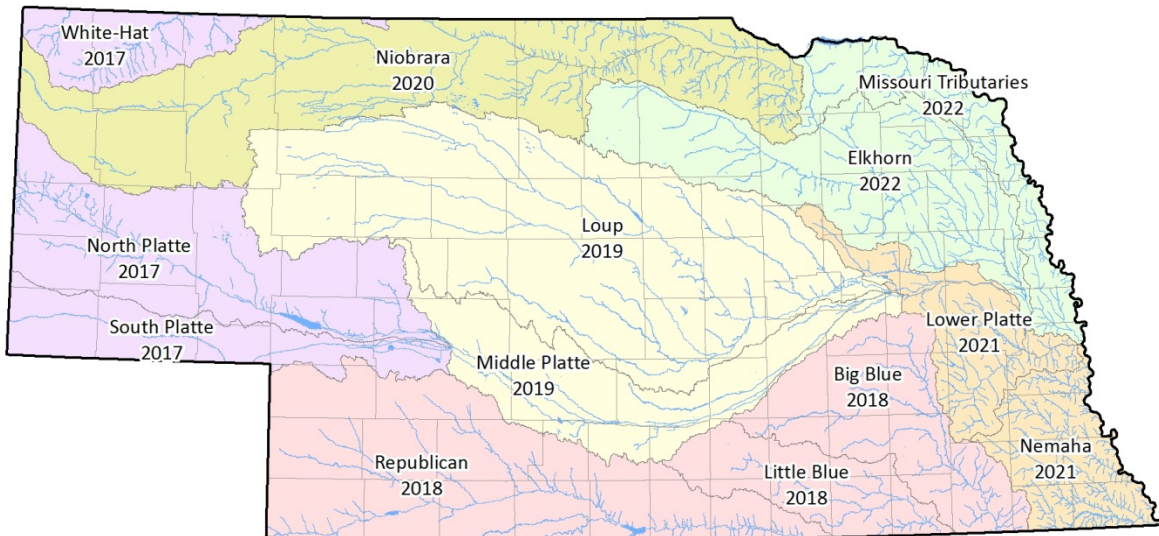 White-Hat
2017
Niobrara
2020
Missouri Tributaries
2022
Elkhorn
2022
Loup
2019
North Platte
2017
South Platte
2017
Lower Platte
2021
Middle Platte
2019
Big Blue
2018
Republican
2018
Little Blue
2018
Nemaha
2021